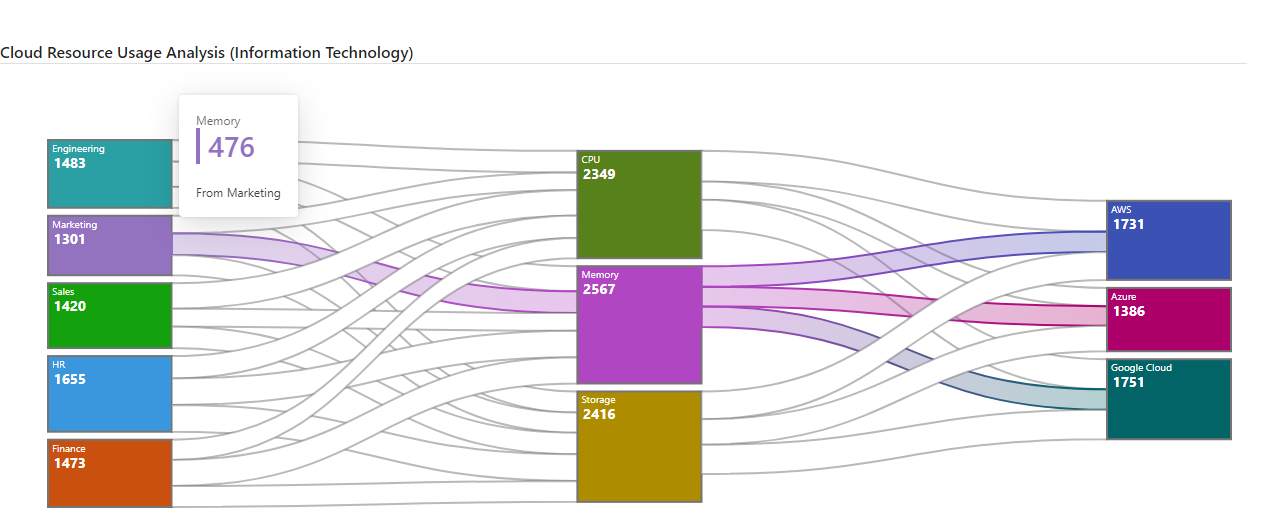 Cloud Resource Usage Analysis (Information Technology)
Memory
476
From Marketing
Engineering
1483
Marketing
1301
Sales
1420
HR
1655
Finance
1473
CPU
2349
Memory
2567
Storage
2416
AWS
1731
Azure
1386
Google Cloud
1751